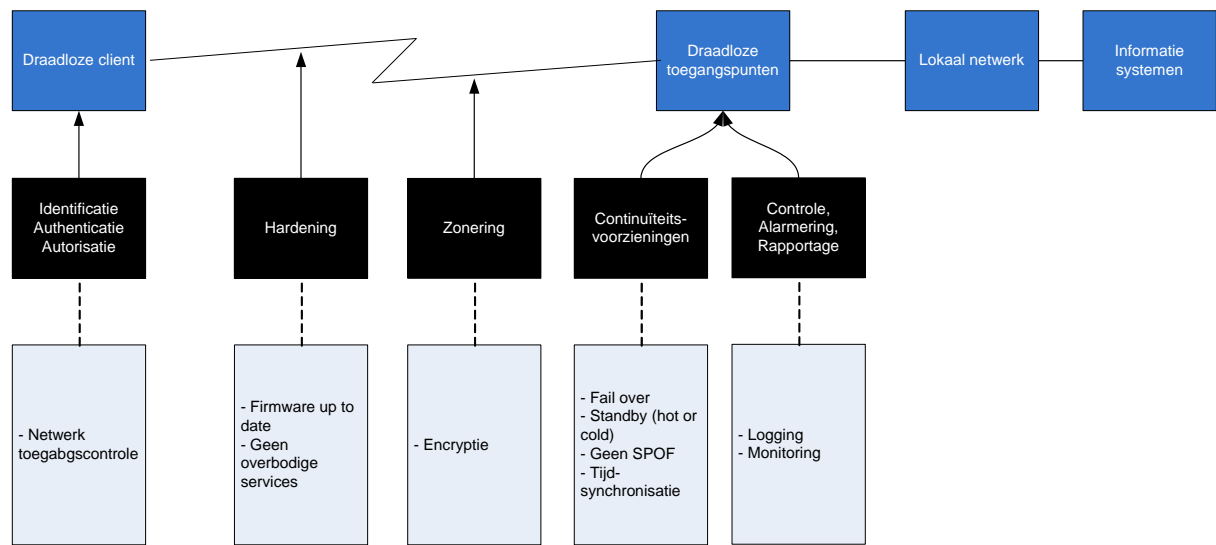 Draadloze client
Draadloze
toegangspunten
Lokaal netwerk
Informatie
systemen
Identificatie
Authenticatie
Autorisatie
Hardening
Zonering
Continuïteits-
voorzieningen
Controle,
Alarmering,
Rapportage
- Netwerk
toegabgscontrole
- Firmware up to
date
- Geen
overbodige
services
- Encryptie
- Fail over
- Standby (hot or
cold)
- Geen SPOF
- Tijd-
synchronisatie
- Logging
- Monitoring